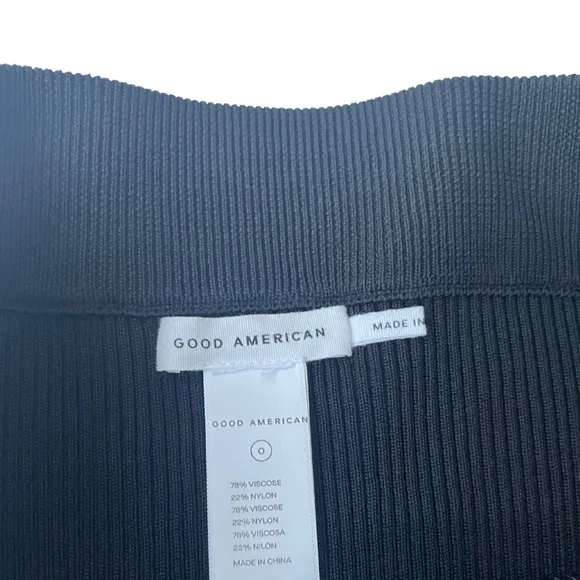 GOOD AMERICAN
MADE IN
GOOD AMERICAN
0
78% VISCOSE
22% NYLON
78% VISCOSE
22% NYLON
78% VISCOSA
22% NILÓN
MADE IN CHINA